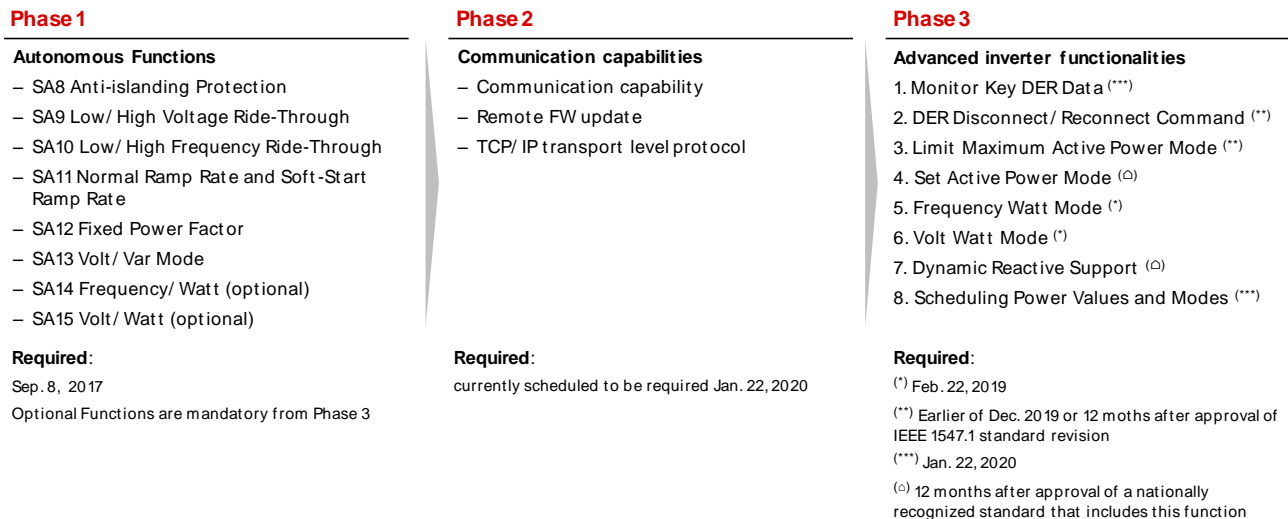 Phase 1
Autonomous Functions
– SA8 Anti-islanding Protection
– SA9 Low/ High Voltage Ride-Through
– SA10 Low/ High Frequency Ride-Through
– SA11 Normal Ramp Rate and Soft-Start
Ramp Rate
– SA12 Fixed Power Factor
– SA13 Volt/ Var Mode
– SA14 Frequency/ Watt (optional)
– SA15 Volt/ Watt (optional)
Required:
Sep. 8, 2017
Optional Functions are mandatory from Phase 3
Phase 2
Communication capabilities
– Communication capability
– Remote FW update
– TCP/ IP transport level protocol
Required:
currently scheduled to be required Jan. 22, 2020
Phase 3
Advanced inverter functionalities
1. Monitor Key DER Data (***)
2. DER Disconnect/ Reconnect Command (**)
3. Limit Maximum Active Power Mode (**)
4. Set Active Power Mode (⌂)
5. Frequency Watt Mode (*)
6. Volt Watt Mode (*)
7. Dynamic Reactive Support (⌂)
8. Scheduling Power Values and Modes (***)
Required:
(*) Feb. 22, 2019
(**) Earlier of Dec. 2019 or 12 moths after approval of
IEEE 1547.1 standard revision
(***) Jan. 22, 2020
(⌂) 12 months after approval of a nationally
recognized standard that includes this function